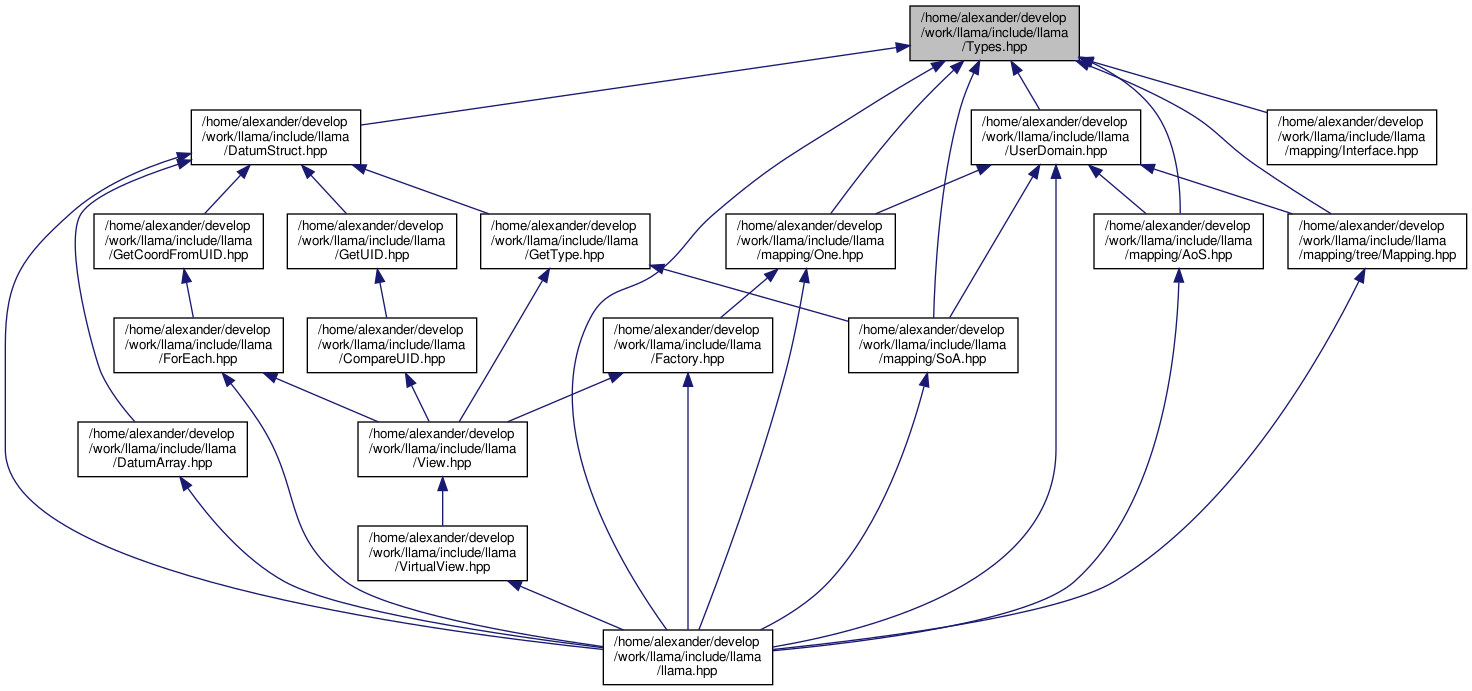 /home/alexander/develop
/work/llama/include/llama
/Types.hpp
/home/alexander/develop
/work/llama/include/llama
/DatumStruct.hpp
/home/alexander/develop
/work/llama/include/llama
/UserDomain.hpp
/home/alexander/develop
/work/llama/include/llama
/mapping/Interface.hpp
/home/alexander/develop
/work/llama/include/llama
/GetCoordFromUID.hpp
/home/alexander/develop
/work/llama/include/llama
/GetUID.hpp
/home/alexander/develop
/work/llama/include/llama
/GetType.hpp
/home/alexander/develop
/work/llama/include/llama
/mapping/One.hpp
/home/alexander/develop
/work/llama/include/llama
/mapping/AoS.hpp
/home/alexander/develop
/work/llama/include/llama
/mapping/tree/Mapping.hpp
/home/alexander/develop
/work/llama/include/llama
/ForEach.hpp
/home/alexander/develop
/work/llama/include/llama
/CompareUID.hpp
/home/alexander/develop
/work/llama/include/llama
/Factory.hpp
/home/alexander/develop
/work/llama/include/llama
/mapping/SoA.hpp
/home/alexander/develop
/work/llama/include/llama
/DatumArray.hpp
/home/alexander/develop
/work/llama/include/llama
/View.hpp
/home/alexander/develop
/work/llama/include/llama
/VirtualView.hpp
/home/alexander/develop
/work/llama/include/llama
/llama.hpp